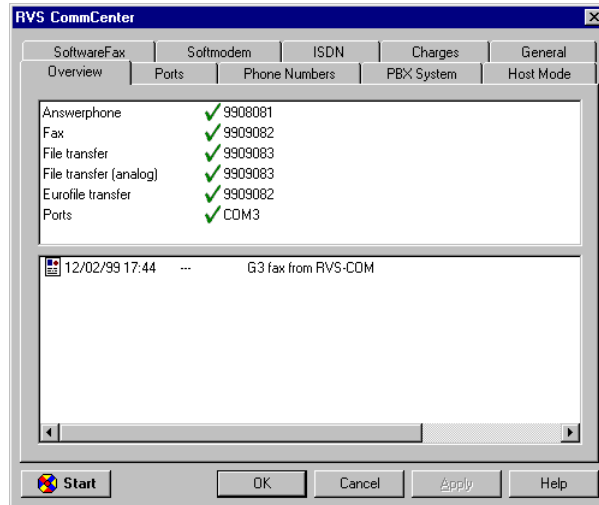 RVS CommCenter
SoftwareFax Softmodem ISDN Charges General
Overview Ports Phone Numbers PBX System Host Mode
Answerphone 9908081
Fax 9909082
File transfer 9909083
File transfer (analog) 9909083
Eurofile transfer 9909082
Ports COM3
12/02/99 17:44 --- G3 fax from RVS-COM
Start OK Cancel Apply Help